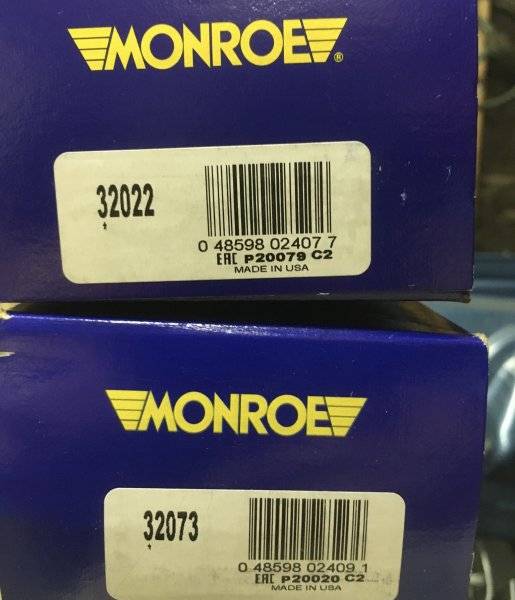 MONROE®
32022
0 48598 02407 7
EAC P20079 C2
MADE IN USA
MONROE
32073
0 48598 02409 1
EAC P20020 C2
MADE IN USA